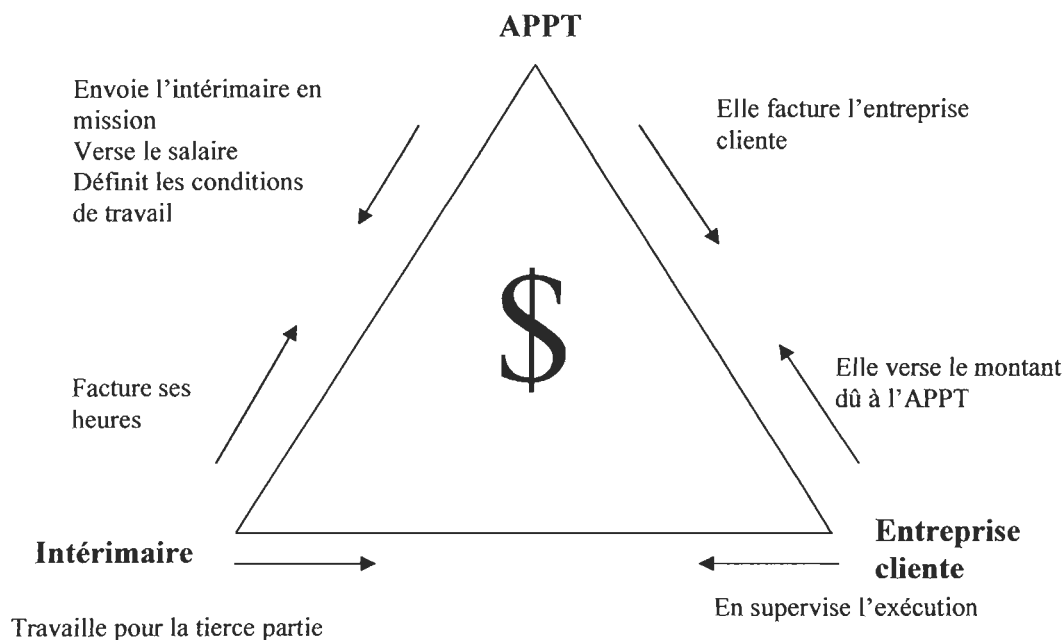 APPT
Envoie l'intérimaire en
mission
Verse le salaire
Définit les conditions
de travail
Elle facture l'entreprise
cliente
$
Facture ses
heures
Elle verse le montant
dû à l'APPT
Intérimaire
Entreprise
cliente
Travaille pour la tierce partie
En supervise l'exécution